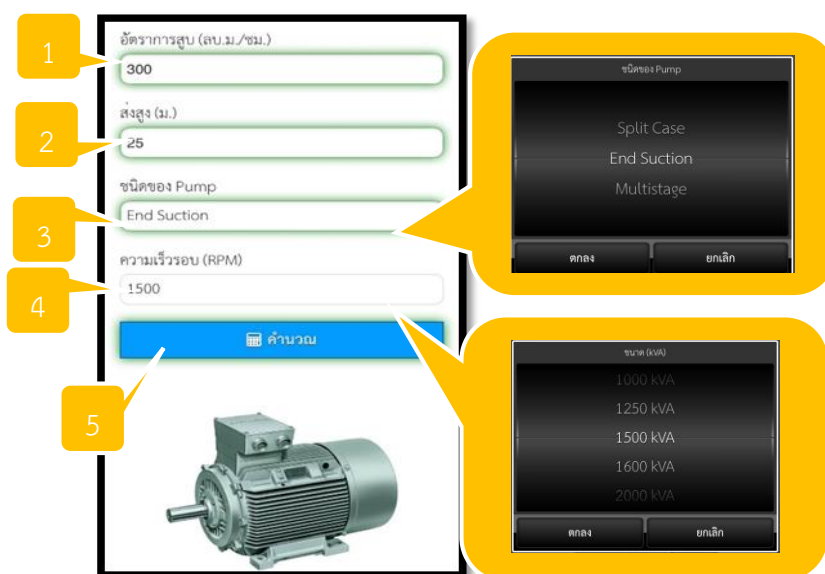 1
อัตราการสูบ (ลบ.ม./ชม.)
300
2
ส่งสูง (ม.)
25
3
ชนิดของ Pump
End Suction
4
ความเร็วรอบ (RPM)
1500
5
คำนวณ
ชนิดของ Pump
Split Case
End Suction
Multistage
ตกลง
ยกเลิก
ขนาด (kVA)
1000 kVA
1250 kVA
1500 kVA
1600 kVA
2000 kVA
ตกลง
ยกเลิก